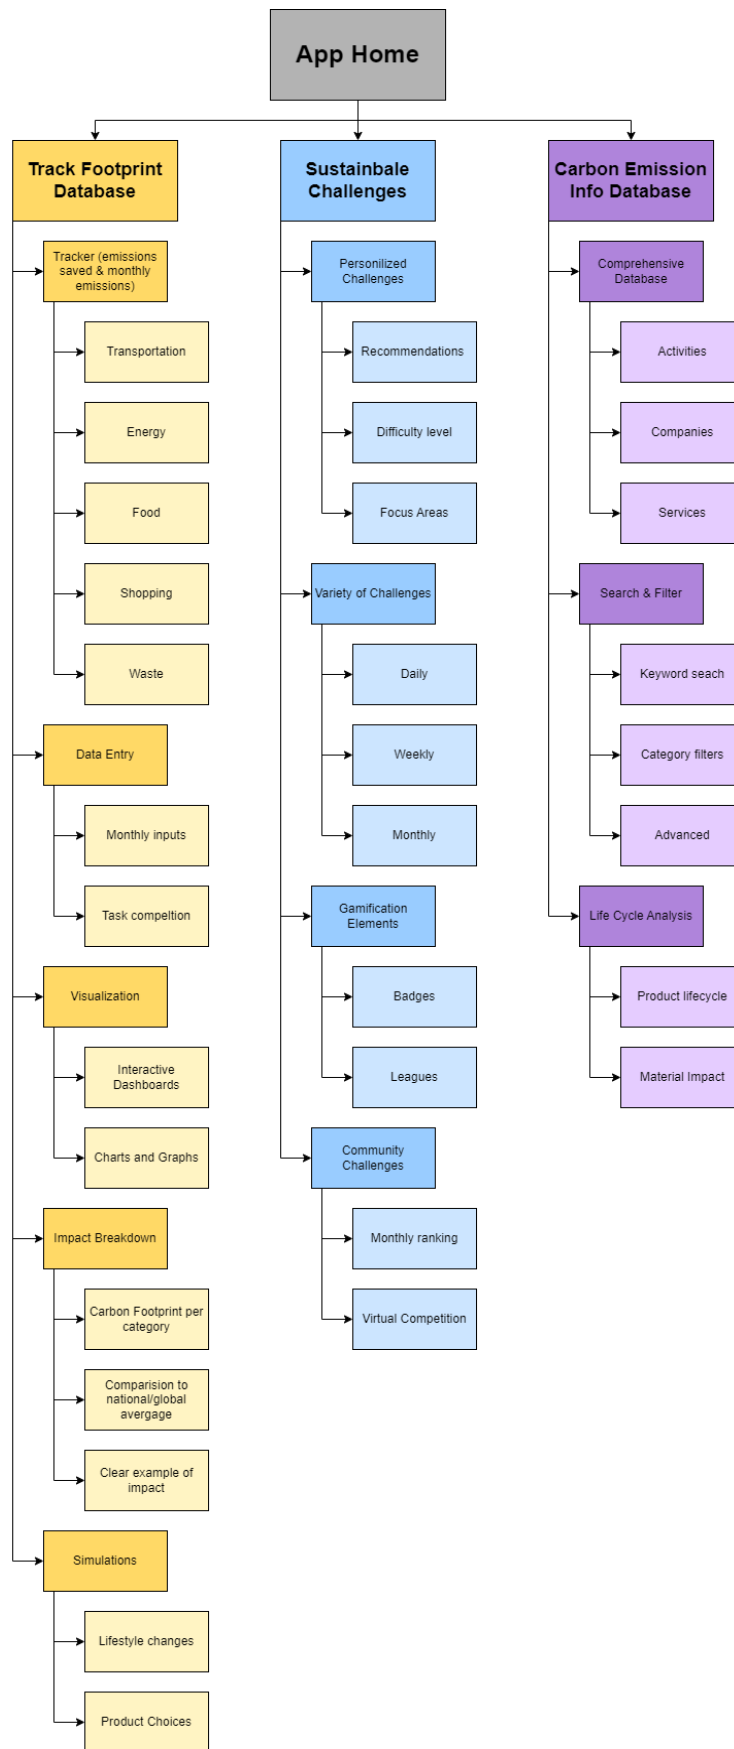 App Home
Track Footprint
Database
Tracker (emissions
saved & monthly
emissions)
Transportation
Energy
Food
Shopping
Waste
Data Entry
Monthly inputs
Task compeltion
Visualization
Interactive
Dashboards
Charts and Graphs
Impact Breakdown
Carbon Footprint per
category
Comparision to
national/global
avergage
Clear example of
impact
Simulations
Lifestyle changes
Product Choices
Sustainbale
Challenges
Personilized
Challenges
Recommendations
Difficulty level
Focus Areas
Variety of Challenges
Daily
Weekly
Monthly
Gamification
Elements
Badges
Leagues
Community
Challenges
Monthly ranking
Virtual Competition
Carbon Emission
Info Database
Comprehensive
Database
Activities
Companies
Services
Search & Filter
Keyword seach
Category filters
Advanced
Life Cycle Analysis
Product lifecycle
Material Impact